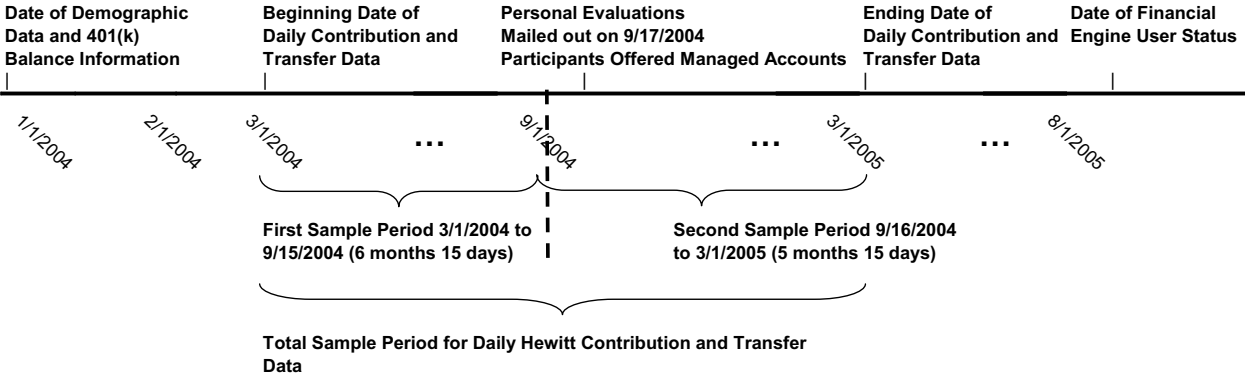 Date of Demographic
Data and 401(k)
Balance Information
Beginning Date of
Daily Contribution and
Transfer Data
Personal Evaluations
Mailed out on 9/17/2004
Participants Offered Managed Accounts
Ending Date of
Daily Contribution and
Transfer Data
Date of Financial
Engine User Status
1/1/2004
2/1/2004
3/1/2004
...
9/1/2004
...
3/1/2005
...
8/1/2005
First Sample Period 3/1/2004 to
9/15/2004 (6 months 15 days)
Second Sample Period 9/16/2004
to 3/1/2005 (5 months 15 days)
Total Sample Period for Daily Hewitt Contribution and Transfer
Data